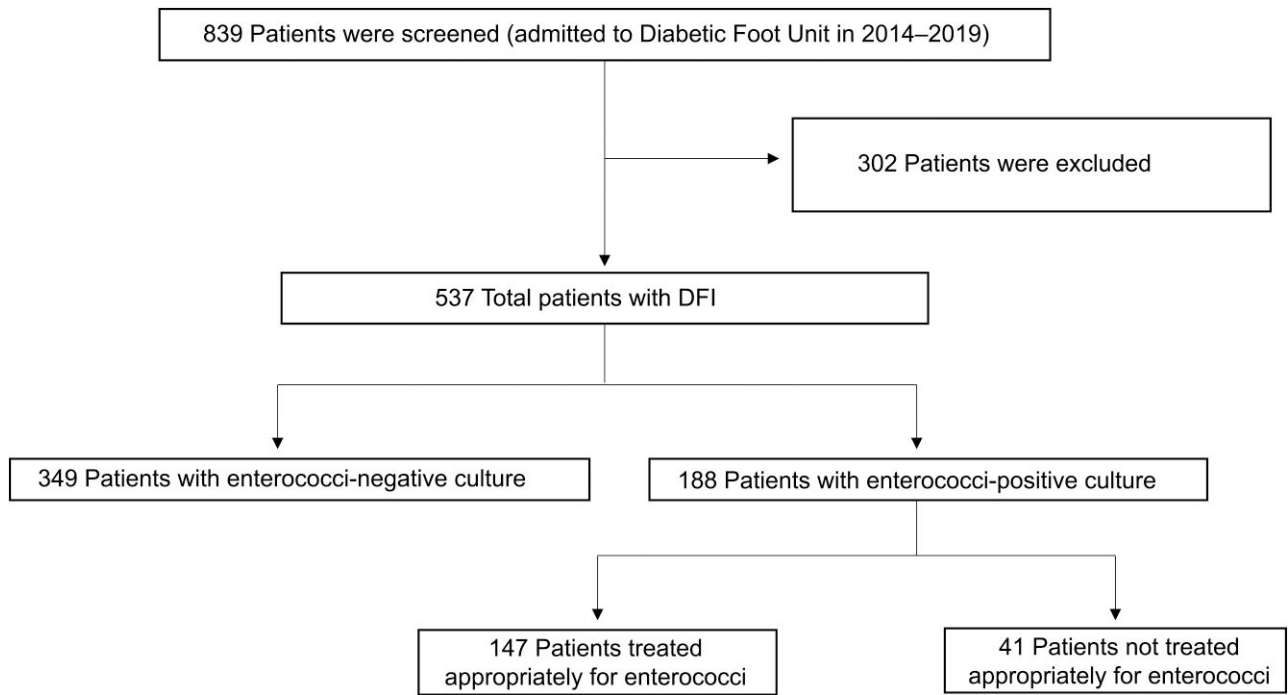 839 Patients were screened (admitted to Diabetic Foot Unit in 2014–2019)
302 Patients were excluded
537 Total patients with DFI
349 Patients with enterococci-negative culture
188 Patients with enterococci-positive culture
147 Patients treated
appropriately for enterococci
41 Patients not treated
appropriately for enterococci